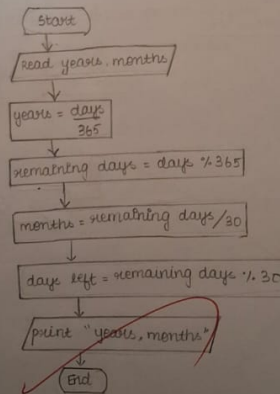 Start
Read years, months
years = days
365
remaining days = days % 365
months = remaining days/30
days left = remaining days % 30
print "years, months"
End